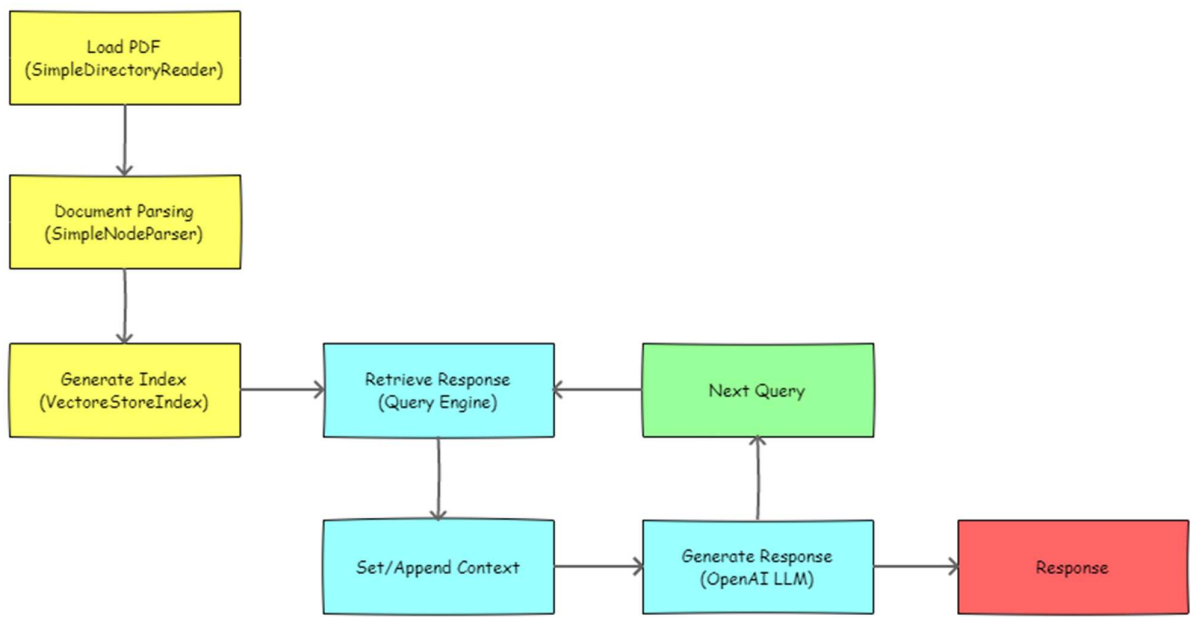 Load PDF
(SimpleDirectoryReader)
Document Parsing
(SimpleNodeParser)
Generate Index
(VectoreStoreIndex)
Retrieve Response
(Query Engine)
Next Query
Set/Append Context
Generate Response
(OpenAI LLM)
Response